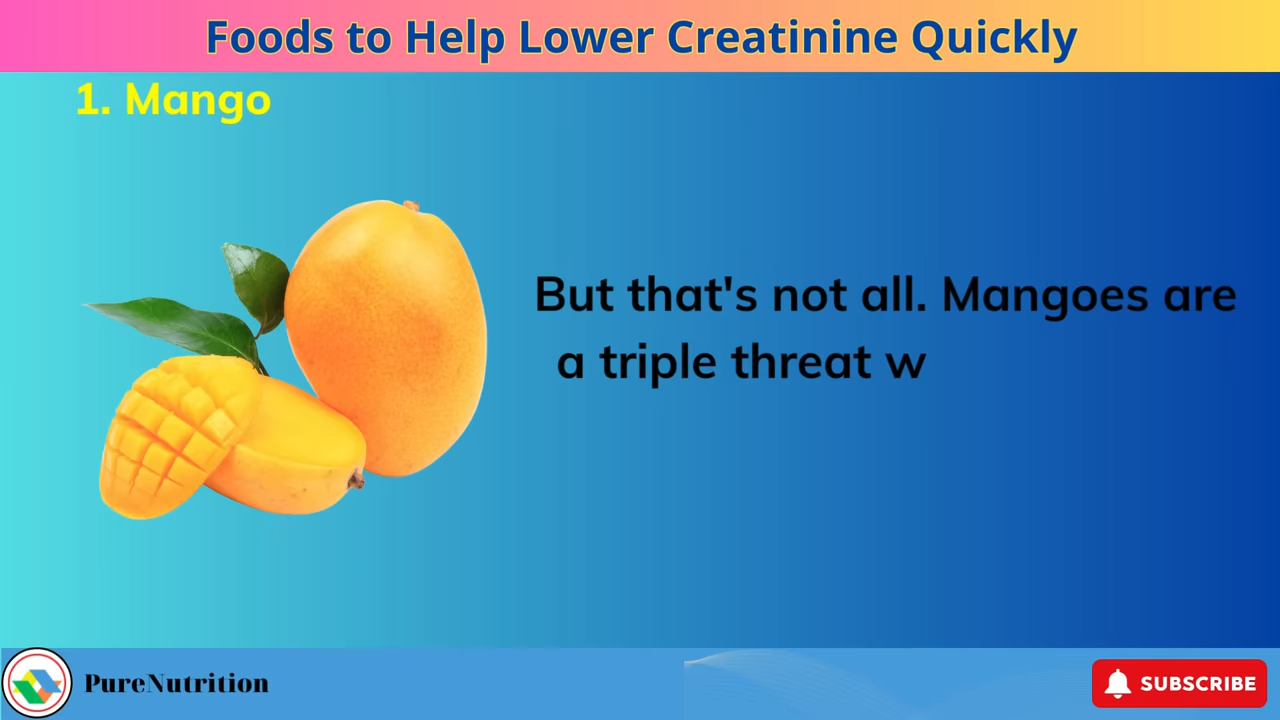 Foods to Help Lower Creatinine Quickly
1. Mango
But that's not all. Mangoes are
a triple threat w
PureNutrition
SUBSCRIBE